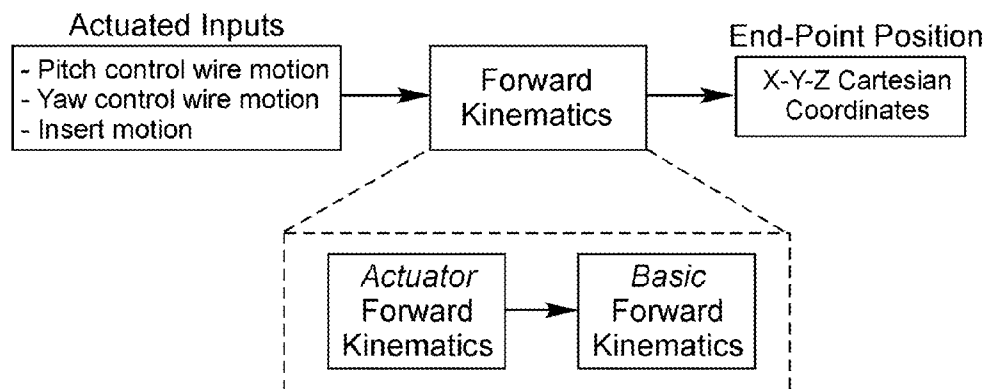 Actuated Inputs
- Pitch control wire motion
- Yaw control wire motion
- Insert motion
Forward
Kinematics
End-Point Position
X-Y-Z Cartesian
Coordinates
Actuator
Forward
Kinematics
Basic
Forward
Kinematics